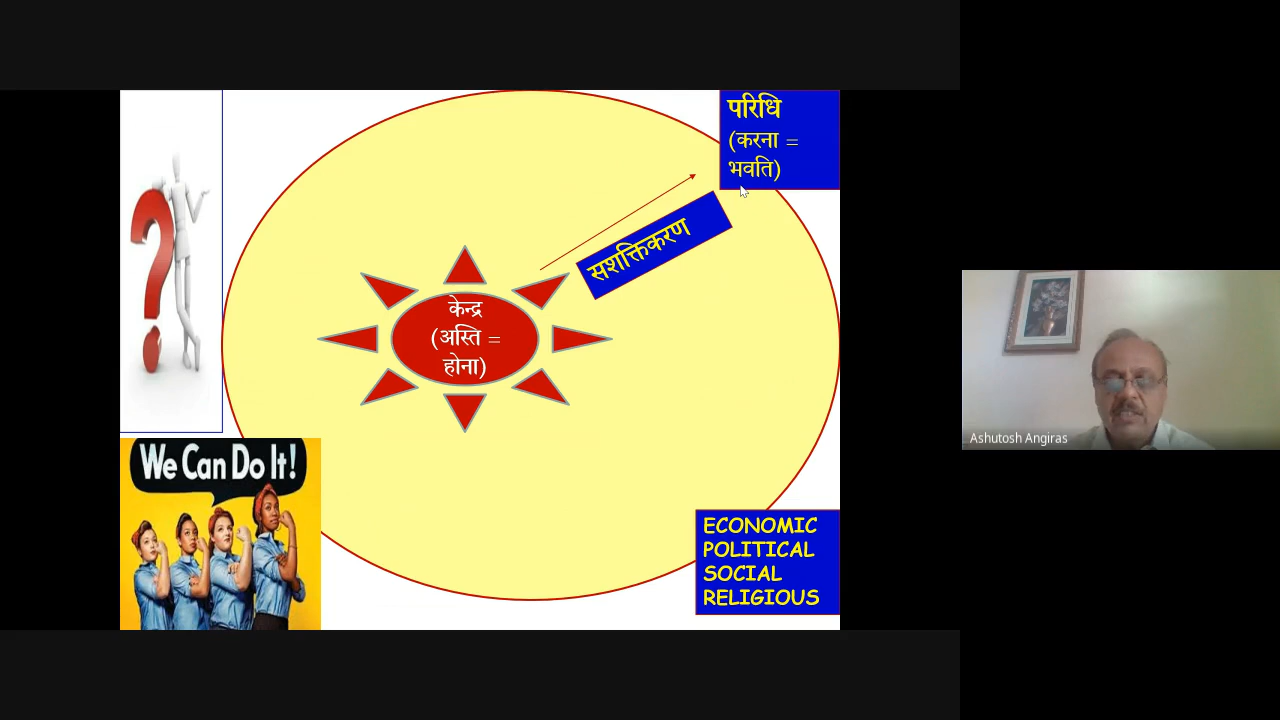 परिधि
(करना =
भवति)
सशक्तिकरण
केन्द्र
(अस्ति =
होना)
We Can Do It!
ECONOMIC
POLITICAL
SOCIAL
RELIGIOUS
Ashutosh Angiras